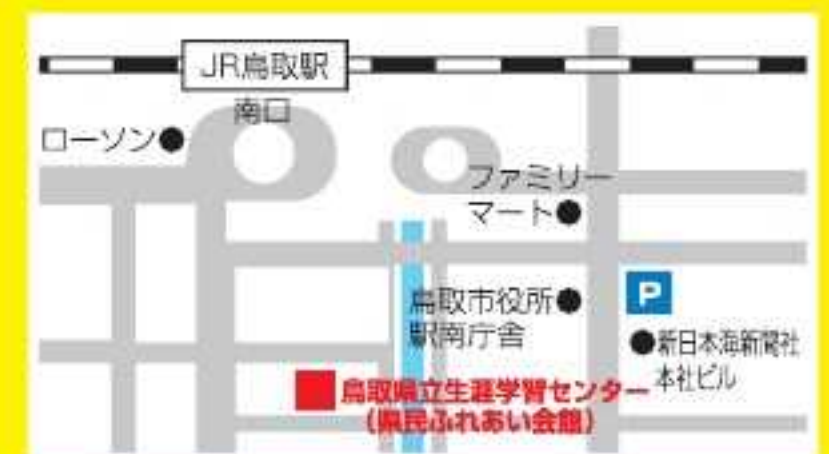 JR鳥取駅
南口
ローソン●
ファミリー
マート●
P
鳥取市役所●
駅南庁舎
●新日本海新聞社
本社ビル
鳥取県立生涯学習センター
（県民ふれあい会館）